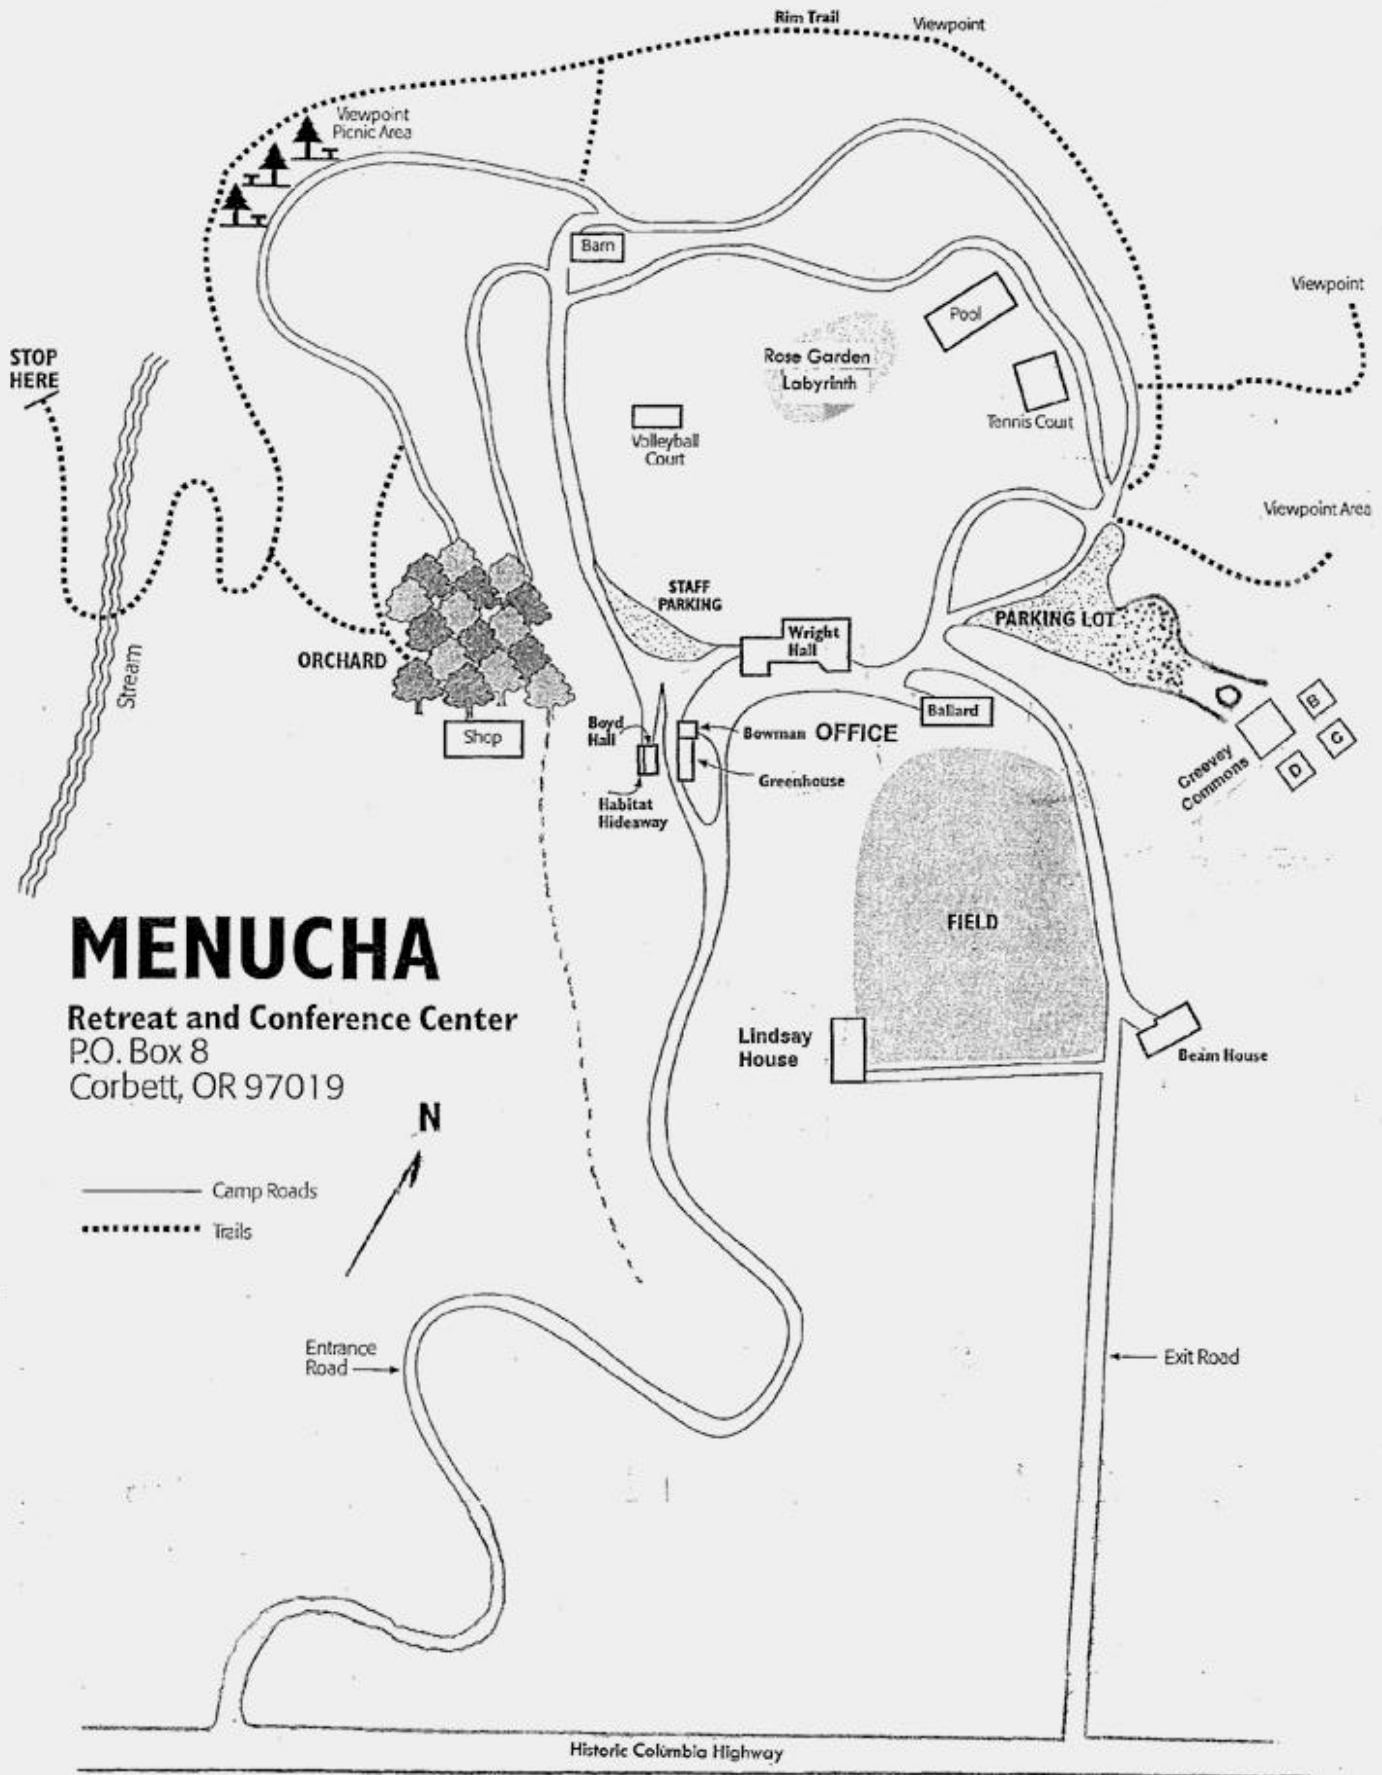 Rim Trail
Viewpoint
Viewpoint
Picnic Area
Barn
Viewpoint
Pool
STOP
HERE
Rose Garden
Labyrinth
Tennis Court
Volleyball
Court
Viewpoint Area
STAFF
PARKING
PARKING LOT
Wright
Hall
ORCHARD
Stream
Ballard
B
Boyd
Hall
Bowman OFFICE
Shop
G
Greenhouse
D
Greevey
Commons
Habitat
Hideaway
FIELD
MENUCHA
Retreat and Conference Center
P.O. Box 8
Corbett, OR 97019
Lindsay
House
Beam House
N
Camp Roads
Trails
Entrance
Road
Exit Road
Historic Columbia Highway